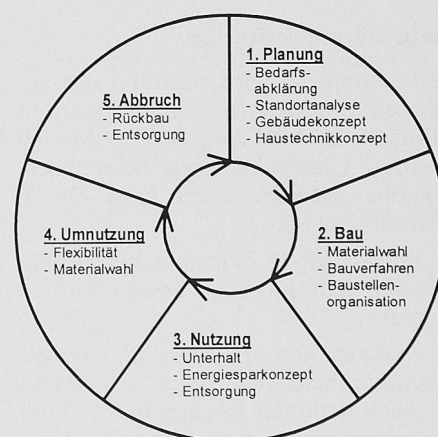 1. Planung
- Bedarfs-
abklärung
- Standortanalyse
- Gebäudekonzept
- Haustechnikkonzept
2. Bau
- Materialwahl
- Bauverfahren
- Baustellen-
organisation
3. Nutzung
- Unterhalt
- Energiesparkonzept
- Entsorgung
4. Umnutzung
- Flexibilität
- Materialwahl
5. Abbruch
- Rückbau
- Entsorgung